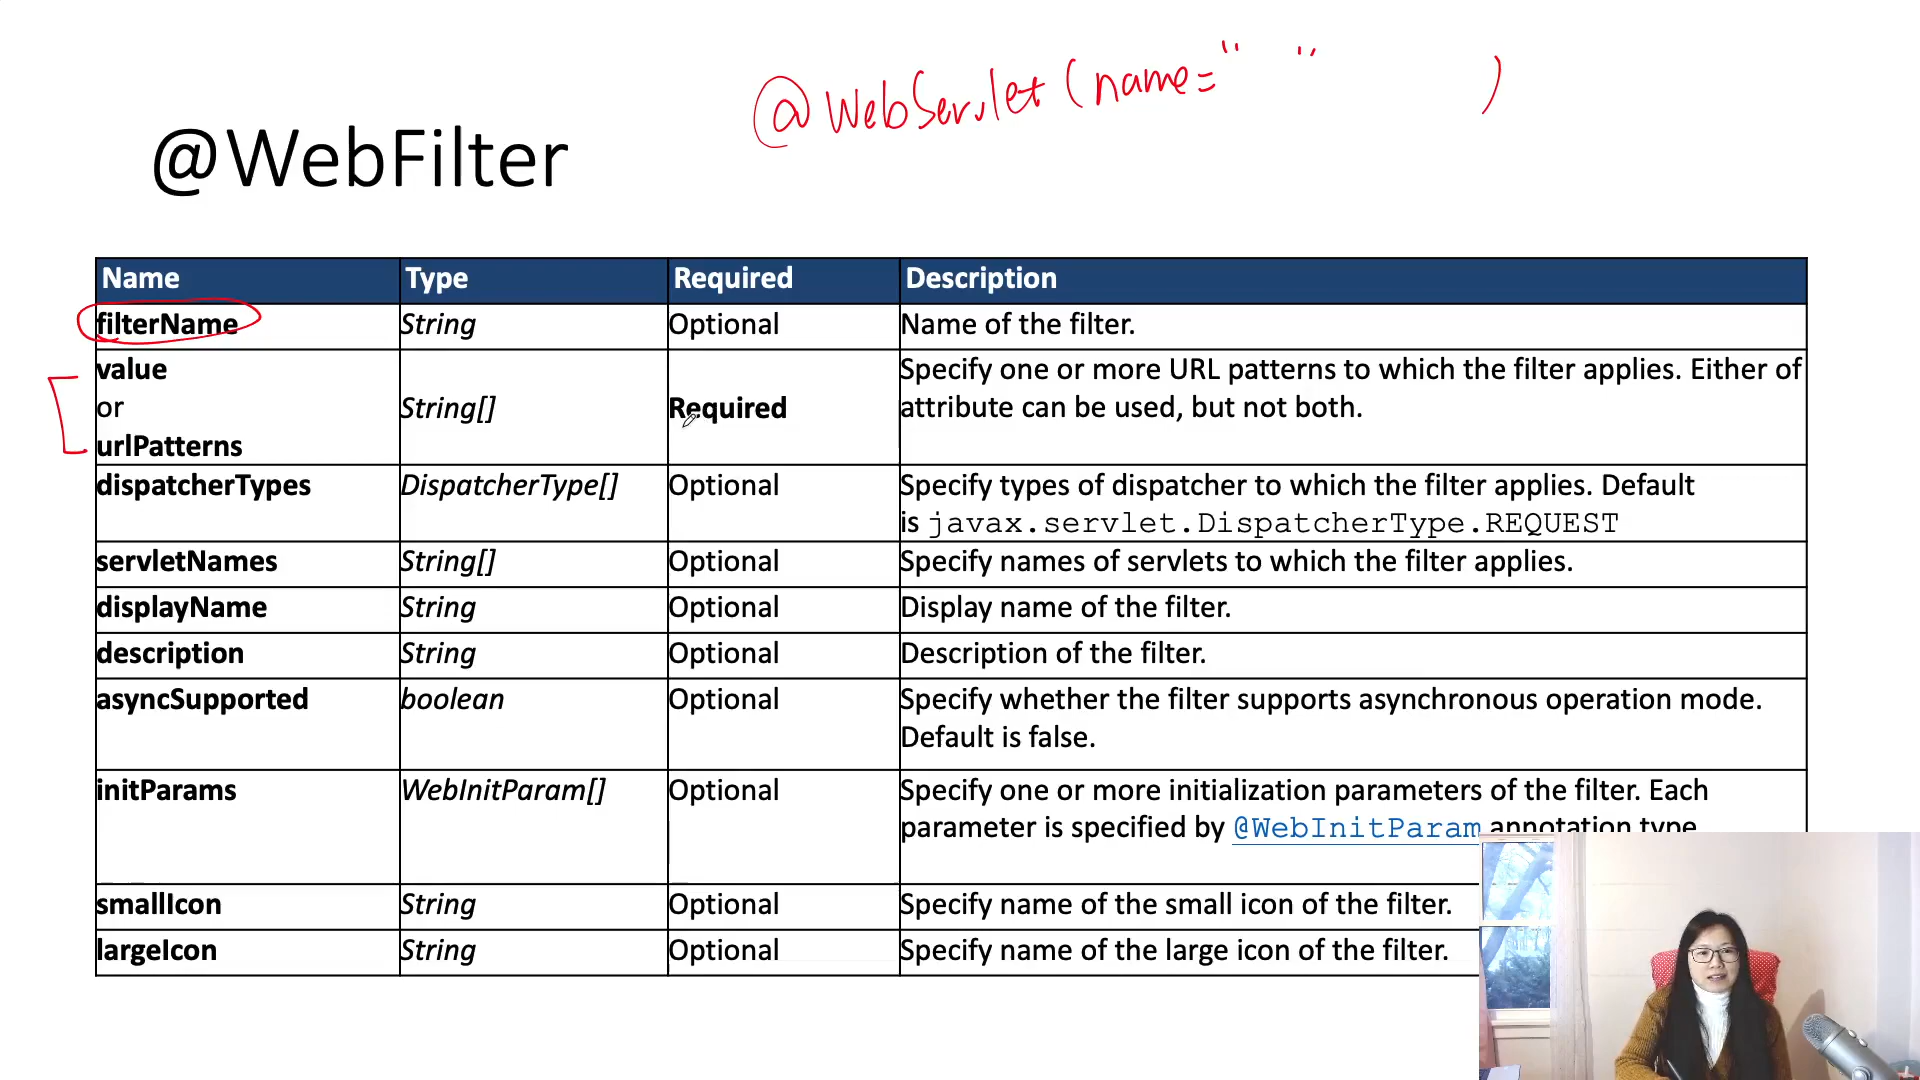 @WebServlet (name=" " )
@WebFilter
Name Type Required Description
filterName String Optional Name of the filter.
value
or
urlPatterns
String[] Required
Specify one or more URL patterns to which the filter applies. Either of
attribute can be used, but not both.
dispatcherTypes DispatcherType[] Optional Specify types of dispatcher to which the filter applies. Default
is javax.servlet.DispatcherType.REQUEST
servletNames String[] Optional Specify names of servlets to which the filter applies.
displayName String Optional Display name of the filter.
description String Optional Description of the filter.
asyncSupported boolean Optional Specify whether the filter supports asynchronous operation mode.
Default is false.
initParams WebInitParam[] Optional Specify one or more initialization parameters of the filter. Each
parameter is specified by @WebInitParam annotation type
smallIcon String Optional Specify name of the small icon of the filter.
largeIcon String Optional Specify name of the large icon of the filter.